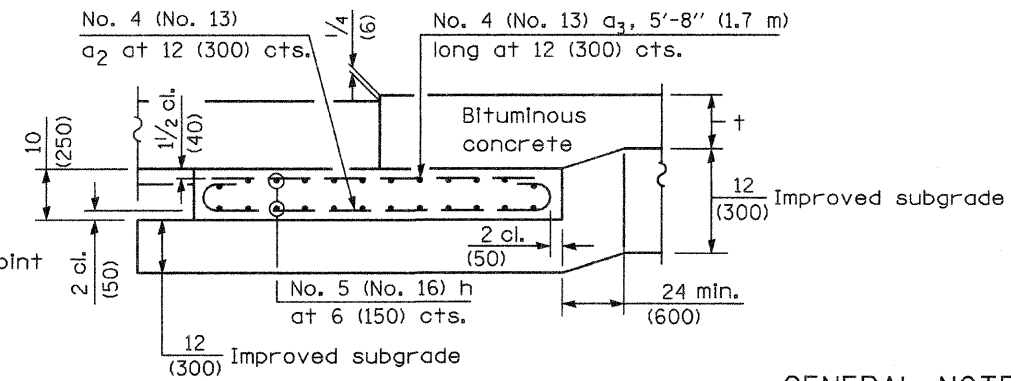 No. 4 (No. 13)
a2 at 12 (300) cts.
1/4
(6)
No. 4 (No. 13) a3, 5'-8" (1.7 m)
long at 12 (300) cts.
1 1/2 cl.
(40)
10
(250)
Bituminous
concrete
t
12
(300)
Improved subgrade
2 cl.
(50)
oint
2 cl.
(50)
No. 5 (No. 16) h
at 6 (150) cts.
24 min.
(600)
12
(300)
Improved subgrade
GENERAL NOTE